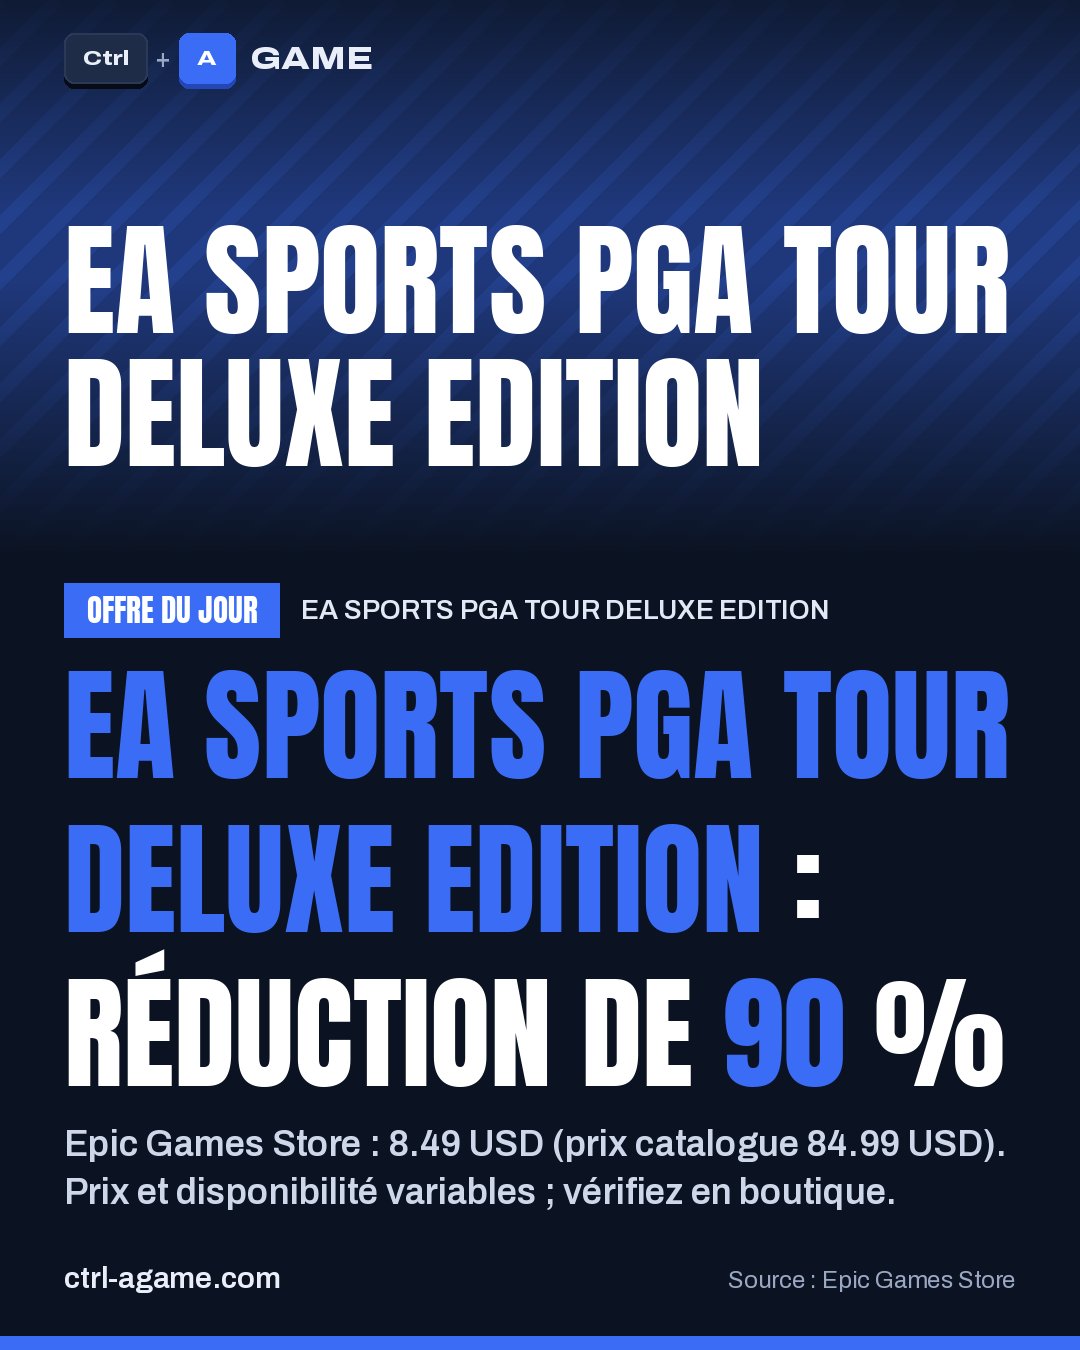 Ctrl + A GAME
EA SPORTS PGA TOUR
DELUXE EDITION
OFFRE DU JOUR EA SPORTS PGA TOUR DELUXE EDITION
EA SPORTS PGA TOUR
DELUXE EDITION :
RÉDUCTION DE 90 %
Epic Games Store : 8.49 USD (prix catalogue 84.99 USD).
Prix et disponibilité variables ; vérifiez en boutique.
ctrl-agame.com
Source : Epic Games Store